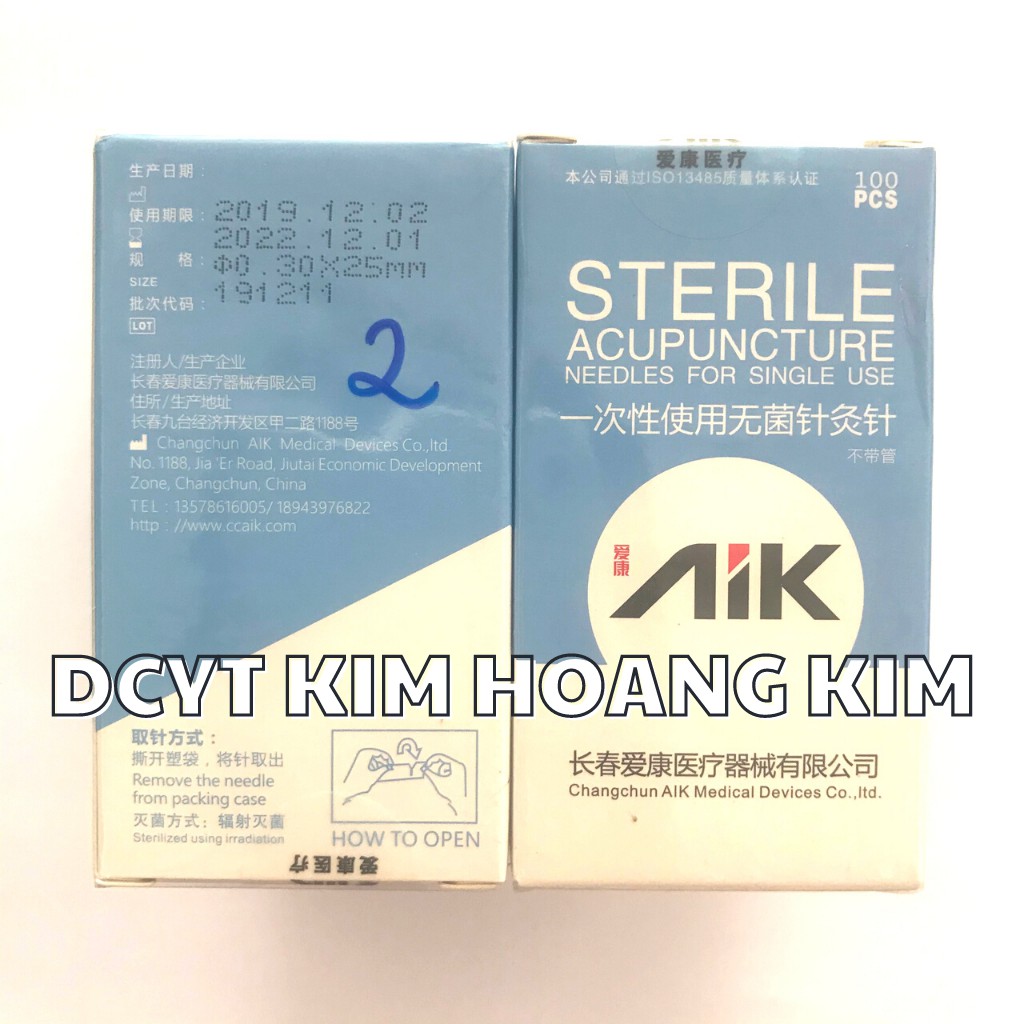 生产日期:
使用期限:
2019.12.02
2022.12.01
规 格:
SIZE
Φ0.30X25mm
批次代码:
191211
LOT
2
注册人/生产企业
长春爱康医疗器械有限公司
住所/生产地址
长春九台经济开发区甲二路1188号
Changchun AIK Medical Devices Co.,ltd.
No. 1188, Jia 'Er Road, Jiutai Economic Development
Zone, Changchun, China
TEL : 13578616005/ 18943976822
http : //www.ccaik.com
取针方式:
撕开塑袋,将针取出
Remove the needle
from packing case
灭菌方式: 辐射灭菌
Sterilized using irradiation
HOW TO OPEN
爱康医疗
爱康医疗
本公司通过ISO13485质量体系认证
100
PCS
STERILE
ACUPUNCTURE
NEEDLES FOR SINGLE USE
一次性使用无菌针灸针
不带管
爱康
AiK
DCYT KIM HOANG KIM
长春爱康医疗器械有限公司
Changchun AIK Medical Devices Co.,ltd.